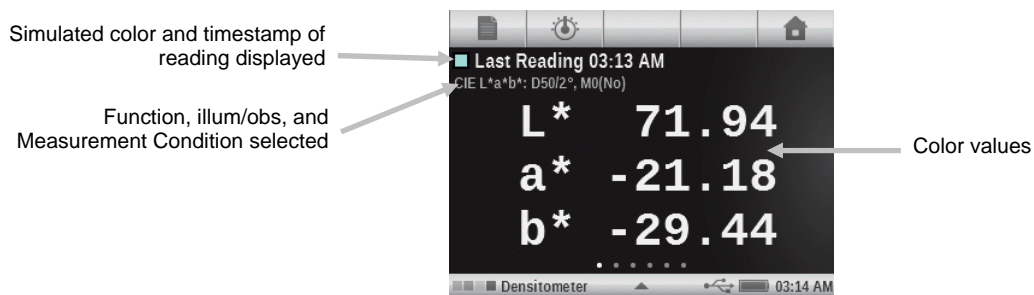 Simulated color and timestamp of
reading displayed
Function, illum/obs, and
Measurement Condition selected
Last Reading 03:13 AM
CIE L*a*b*: D50/2°, M0(No)
L* 71.94
a* -21.18
b* -29.44
Color values
Densitometer
03:14 AM